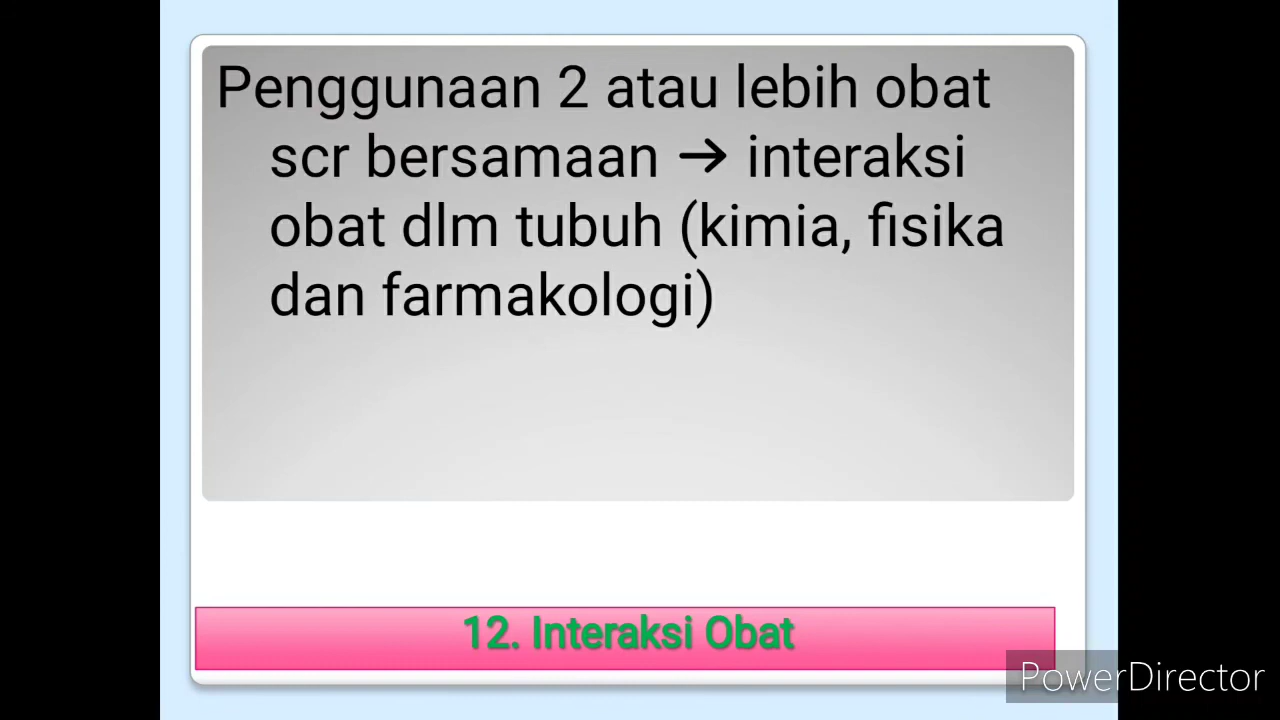 Penggunaan 2 atau lebih obat
scr bersamaan → interaksi
obat dlm tubuh (kimia, fisika
dan farmakologi)
12. Interaksi Obat
PowerDirector